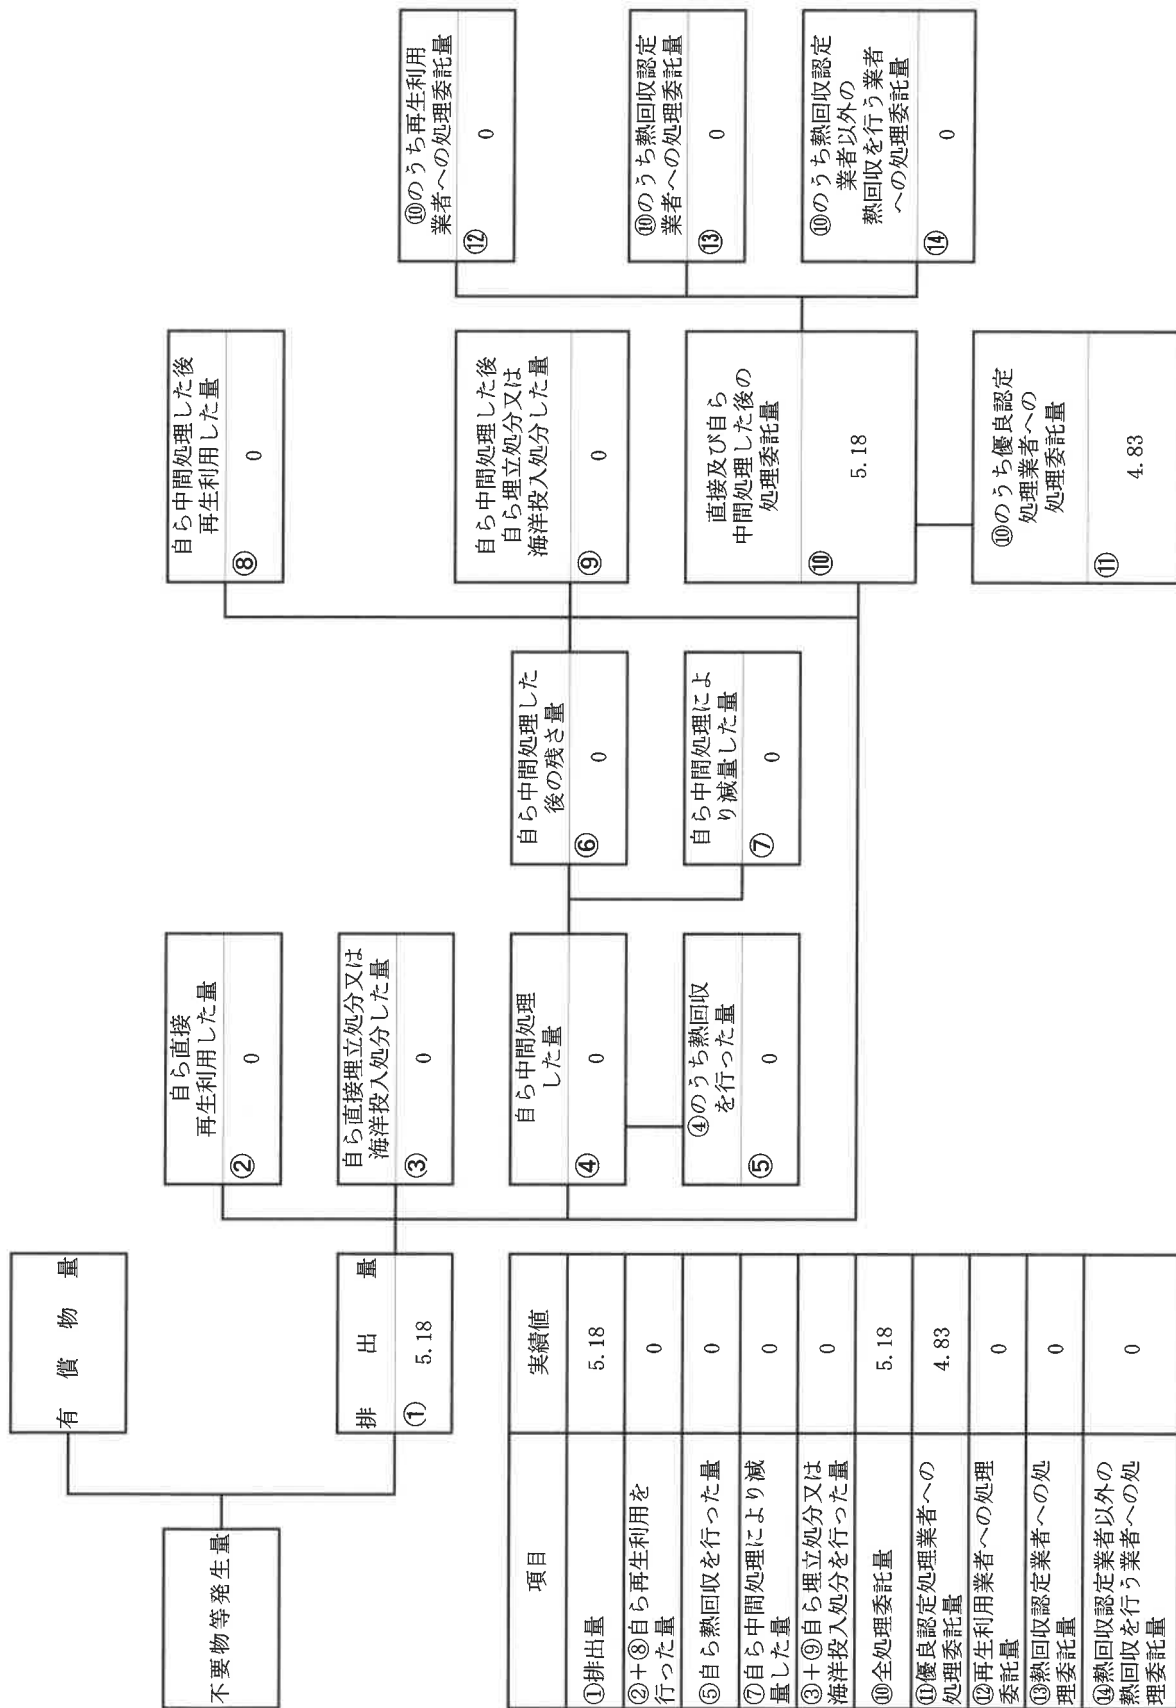 不要物等発生量
有償物量
排出量
① 5.18
自ら直接
再生利用した量
② 0
自ら直接埋立処分又は
海洋投入処分した量
③ 0
自ら中間処理
した量
④ 0
④のうち熱回収
を行った量
⑤ 0
自ら中間処理した
後の残さ量
⑥ 0
自ら中間処理によ
り減量した量
⑦ 0
自ら中間処理した後
再生利用した量
⑧ 0
自ら中間処理した後
自ら埋立処分又は
海洋投入処分した量
⑨ 0
直接及び自ら
中間処理した後の
処理委託量
⑩ 5.18
⑩のうち優良認定
処理業者への
処理委託量
⑪ 4.83
⑩のうち再生利用
業者への処理委託量
⑫ 0
⑩のうち熱回収認定
業者への処理委託量
⑬ 0
⑩のうち熱回収認定
業者以外の
熱回収を行う業者
への処理委託量
⑭ 0
項目 実績値
①排出量 5.18
②+⑧自ら再生利用を
行った量 0
⑤自ら熱回収を行った量 0
⑦自ら中間処理により減
量した量 0
③+⑨自ら埋立処分又は
海洋投入処分を行った量 0
⑩全処理委託量 5.18
⑪優良認定処理業者への
処理委託量 4.83
⑫再生利用業者への処理
委託量 0
⑬熱回収認定業者への処
理委託量 0
⑭熱回収認定業者以外の
熱回収を行う業者への処
理委託量 0